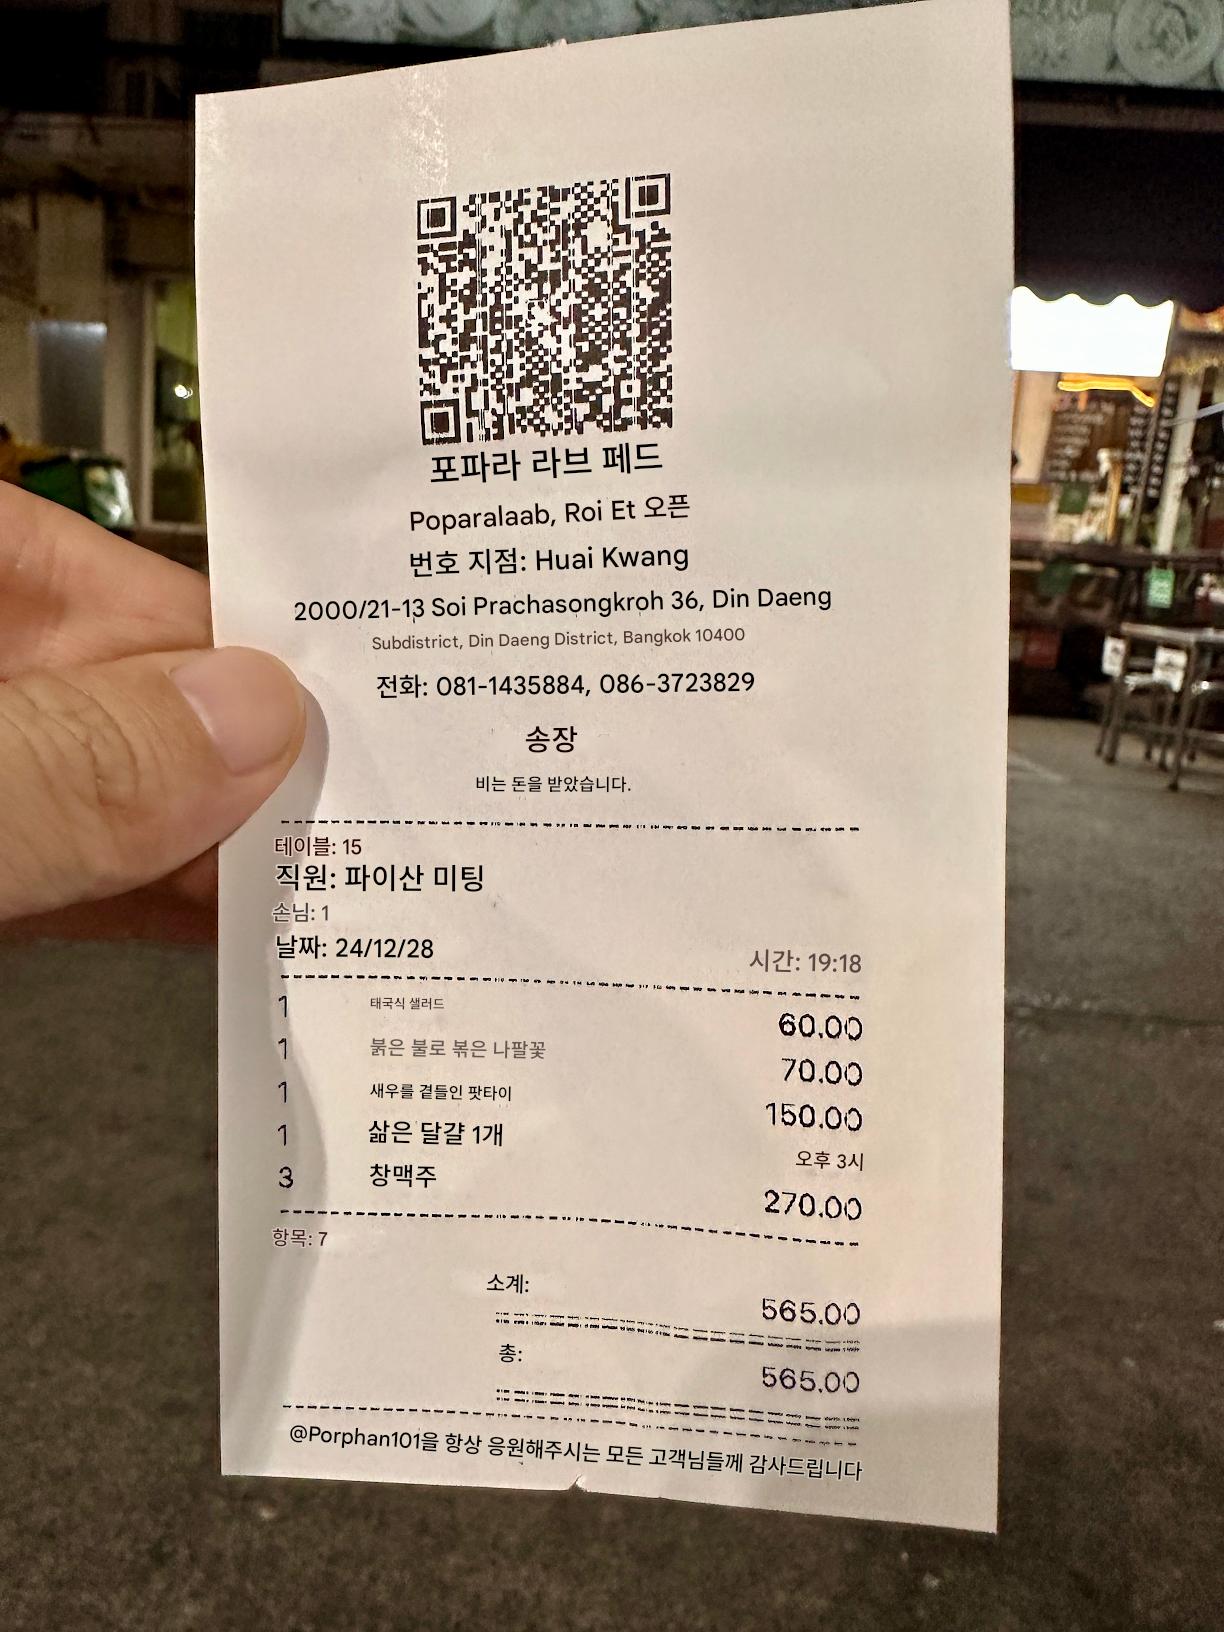 포파라 라브 페드
Poparalaab, Roi Et 오픈
번호 지점: Huai Kwang
2000/21-13 Soi Prachasongkroh 36, Din Daeng
Subdistrict, Din Daeng District, Bangkok 10400
전화: 081-1435884, 086-3723829
송장
비는 돈을 받았습니다.
테이블: 15
직원: 파이산 미팅
손님: 1
날짜: 24/12/28 시간: 19:18
1 태국식 샐러드 60.00
1 붉은 불로 볶은 나팔꽃 70.00
1 새우를 곁들인 팟타이 150.00
1 삶은 달걀 1개 오후 3시
3 창맥주 270.00
항목: 7
소계: 565.00
총: 565.00
@Porphan101을 항상 응원해주시는 모든 고객님들께 감사드립니다